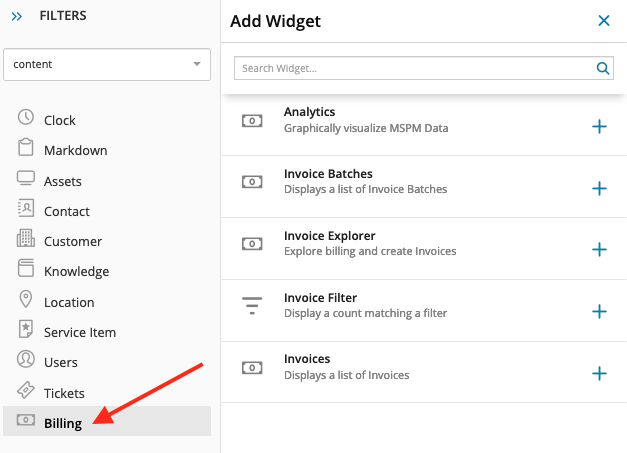 FILTERS
content
Clock
Markdown
Assets
Contact
Customer
Knowledge
Location
Service Item
Users
Tickets
Billing
Add Widget
Search Widget...
Analytics
Graphically visualize MSPM Data
Invoice Batches
Displays a list of Invoice Batches
Invoice Explorer
Explore billing and create Invoices
Invoice Filter
Display a count matching a filter
Invoices
Displays a list of Invoices